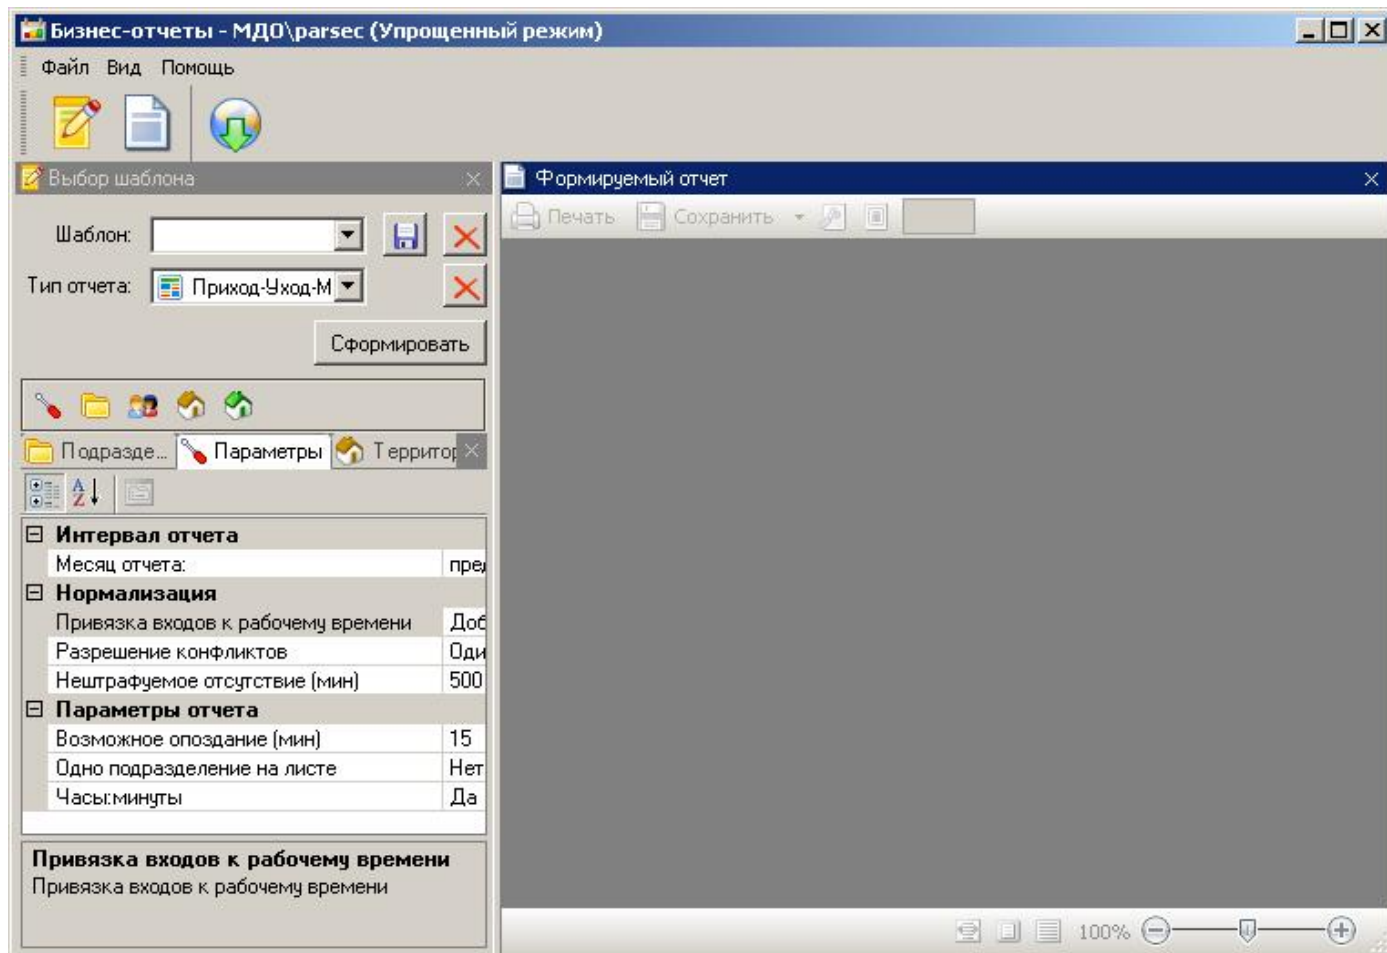 Бизнес-отчеты - МДО\parsec (Упрощенный режим)
Файл Вид Помощь
Выбор шаблона
Формируемый отчет
Печать Сохранить
Шаблон:
Тип отчета: Приход-Уход-М
Сформировать
Подразде... Параметры Территор
Интервал отчета
Месяц отчета: пред
Нормализация
Привязка входов к рабочему времени Доб
Разрешение конфликтов Оди
Нештрафуемое отсутствие (мин) 500
Параметры отчета
Возможное опоздание (мин) 15
Одно подразделение на листе Нет
Часы:минуты Да
Привязка входов к рабочему времени
Привязка входов к рабочему времени
100%